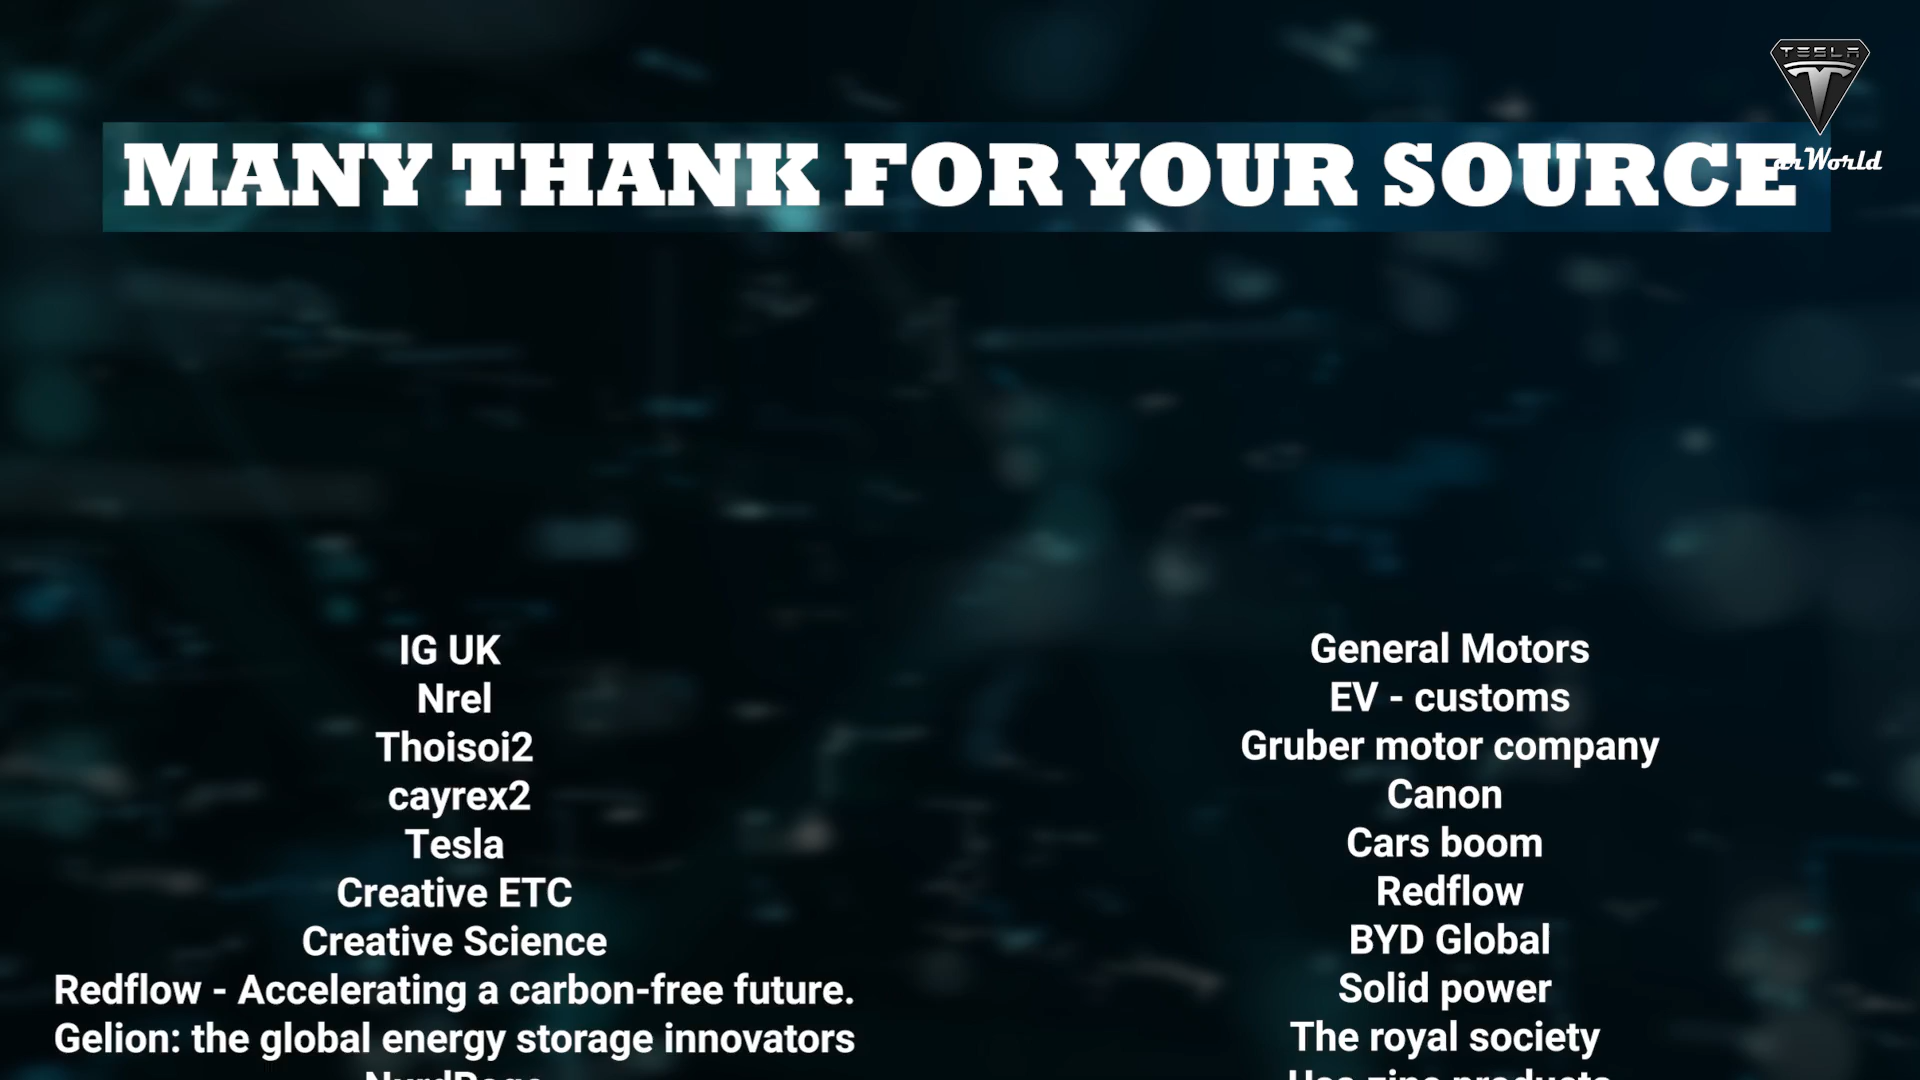 TESLA
MANY THANK FOR YOUR SOURCE
arWorld
IG UK
Nrel
Thoisoi2
cayrex2
Tesla
Creative ETC
Creative Science
Redflow - Accelerating a carbon-free future.
Gelion: the global energy storage innovators
General Motors
EV - customs
Gruber motor company
Canon
Cars boom
Redflow
BYD Global
Solid power
The royal society